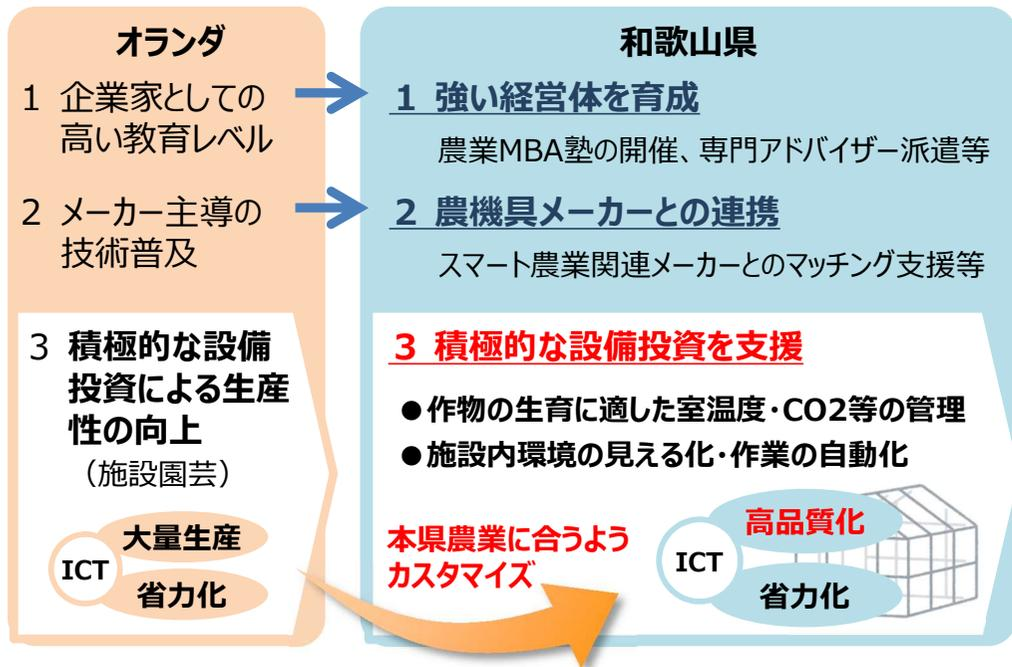 オランダ
1 企業家としての
高い教育レベル
2 メーカー主導の
技術普及
3 積極的な設備
投資による生産
性の向上
（施設園芸）
ICT
大量生産
省力化
和歌山県
1 強い経営体を育成
農業MBA塾の開催、専門アドバイザー派遣等
2 農機具メーカーとの連携
スマート農業関連メーカーとのマッチング支援等
3 積極的な設備投資を支援
●作物の生育に適した室温度・CO2等の管理
●施設内環境の見える化・作業の自動化
本県農業に合うよう
カスタマイズ
ICT
高品質化
省力化